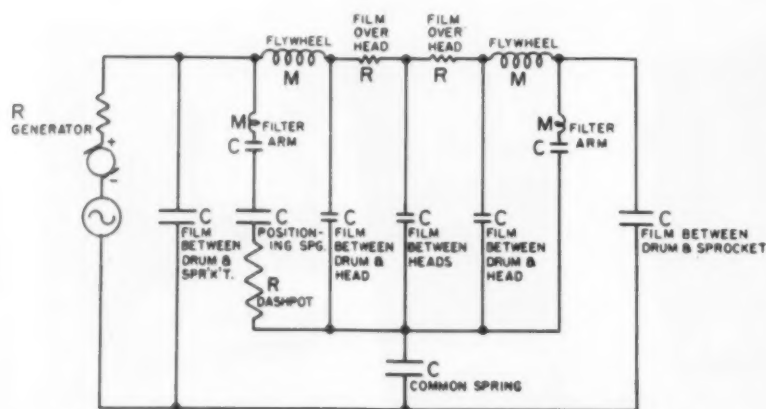 FILM
OVER
HEAD
FILM
OVER
HEAD
FLYWHEEL
M
R
R
FLYWHEEL
M
R
GENERATOR
+
-
M
FILTER
ARM
C
M
FILTER
ARM
C
C
FILM
BETWEEN
DRUM &
SPR'K'T.
C
POSITION-
ING SPG.
R
DASHPOT
C
FILM
BETWEEN
DRUM &
HEAD
C
FILM
BETWEEN
HEADS
C
FILM
BETWEEN
DRUM &
HEAD
C
FILM BETWEEN
DRUM & SPROCKET
C
COMMON SPRING